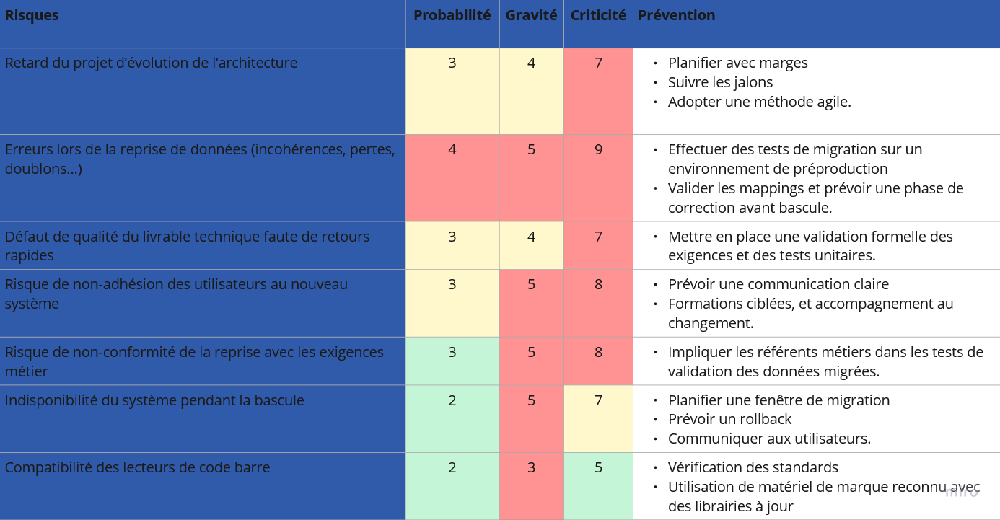 Risques Probabilité Gravité Criticité Prévention
Retard du projet d’évolution de l’architecture 3 4 7 • Planifier avec marges
• Suivre les jalons
• Adopter une méthode agile.
Erreurs lors de la reprise de données (incohérences, pertes, 4 5 9 • Effectuer des tests de migration sur un
doublons…) environnement de préproduction
• Valider les mappings et prévoir une phase de
correction avant bascule.
Défaut de qualité du livrable technique faute de retours 3 4 7 • Mettre en place une validation formelle des
rapides exigences et des tests unitaires.
Risque de non-adhésion des utilisateurs au nouveau 3 5 8 • Prévoir une communication claire
système • Formations ciblées, et accompagnement au
changement.
Risque de non-conformité de la reprise avec les exigences 3 5 8 • Impliquer les référents métiers dans les tests de
métier validation des données migrées.
Indisponibilité du système pendant la bascule 2 5 7 • Planifier une fenêtre de migration
• Prévoir un rollback
• Communiquer aux utilisateurs.
Compatibilité des lecteurs de code barre 2 3 5 • Vérification des standards
• Utilisation de matériel de marque reconnu avec
des librairies à jour
miro